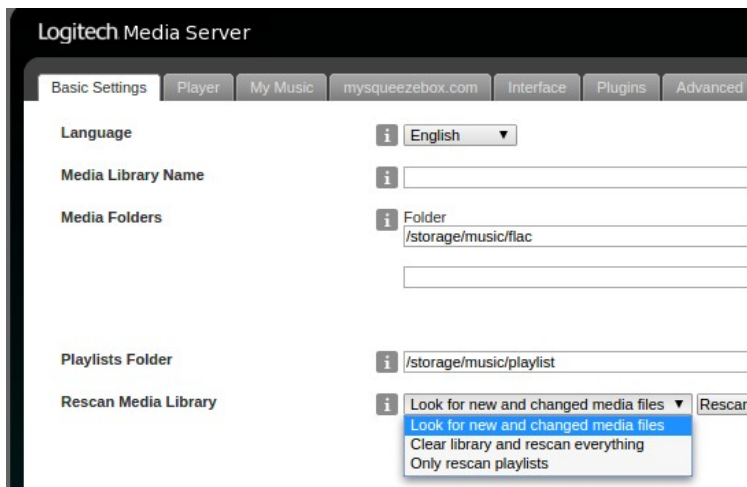 Logitech Media Server
Basic Settings Player My Music mysqueezebox.com Interface Plugins Advanced
Language i English ▼
Media Library Name i
Media Folders i Folder
/storage/music/flac
Playlists Folder i /storage/music/playlist
Rescan Media Library i Look for new and changed media files ▼ Rescan
Look for new and changed media files
Clear library and rescan everything
Only rescan playlists